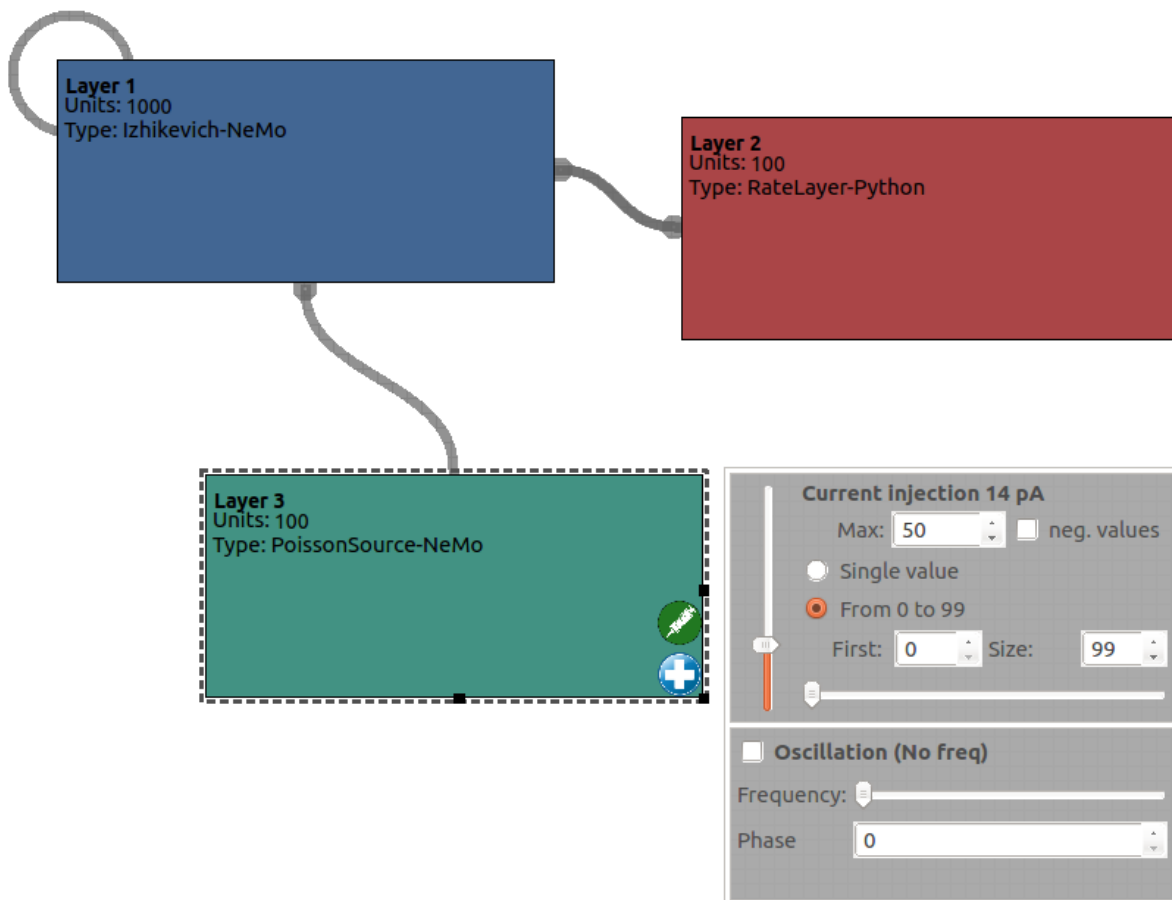 Layer 1
Units: 1000
Type: Izhikevich-NeMo
Layer 2
Units: 100
Type: RateLayer-Python
Layer 3
Units: 100
Type: PoissonSource-NeMo
Current injection 14 pA
Max: 50 neg. values
Single value
From 0 to 99
First: 0 Size: 99
Oscillation (No freq)
Frequency:
Phase 0